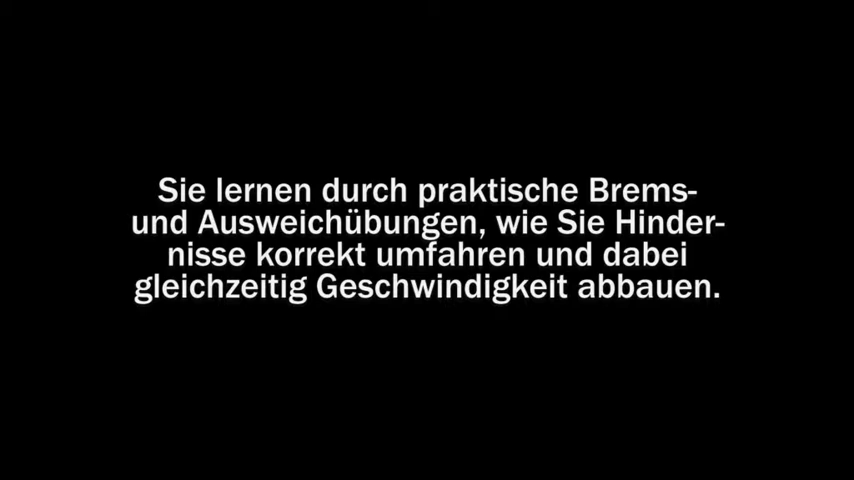 Sie lernen durch praktische Brems-
und Ausweichübungen, wie Sie Hinder-
nisse korrekt umfahren und dabei
gleichzeitig Geschwindigkeit abbauen.